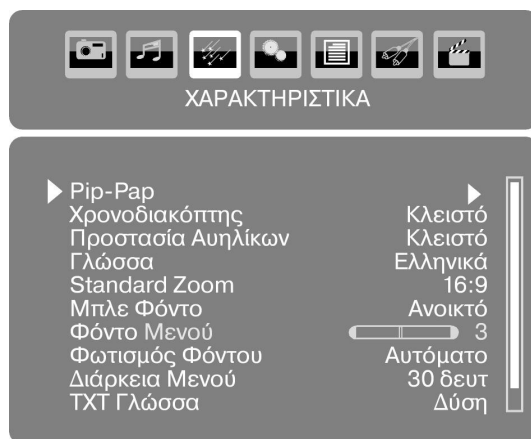 ΧΑΡΑΚΤΗΡΙΣΤΙΚΑ
Pip-Pap
Χρονοδιακόπτης Κλειστό
Προστασία Αυηλίκων Κλειστό
Γλώσσα Ελληνικά
Standard Zoom 16:9
Μπλε Φόντο Ανοικτό
Φόντο Μενού 3
Φωτισμός Φόντου Αυτόματο
Διάρκεια Μενού 30 δευτ
TXT Γλώσσα Δύση